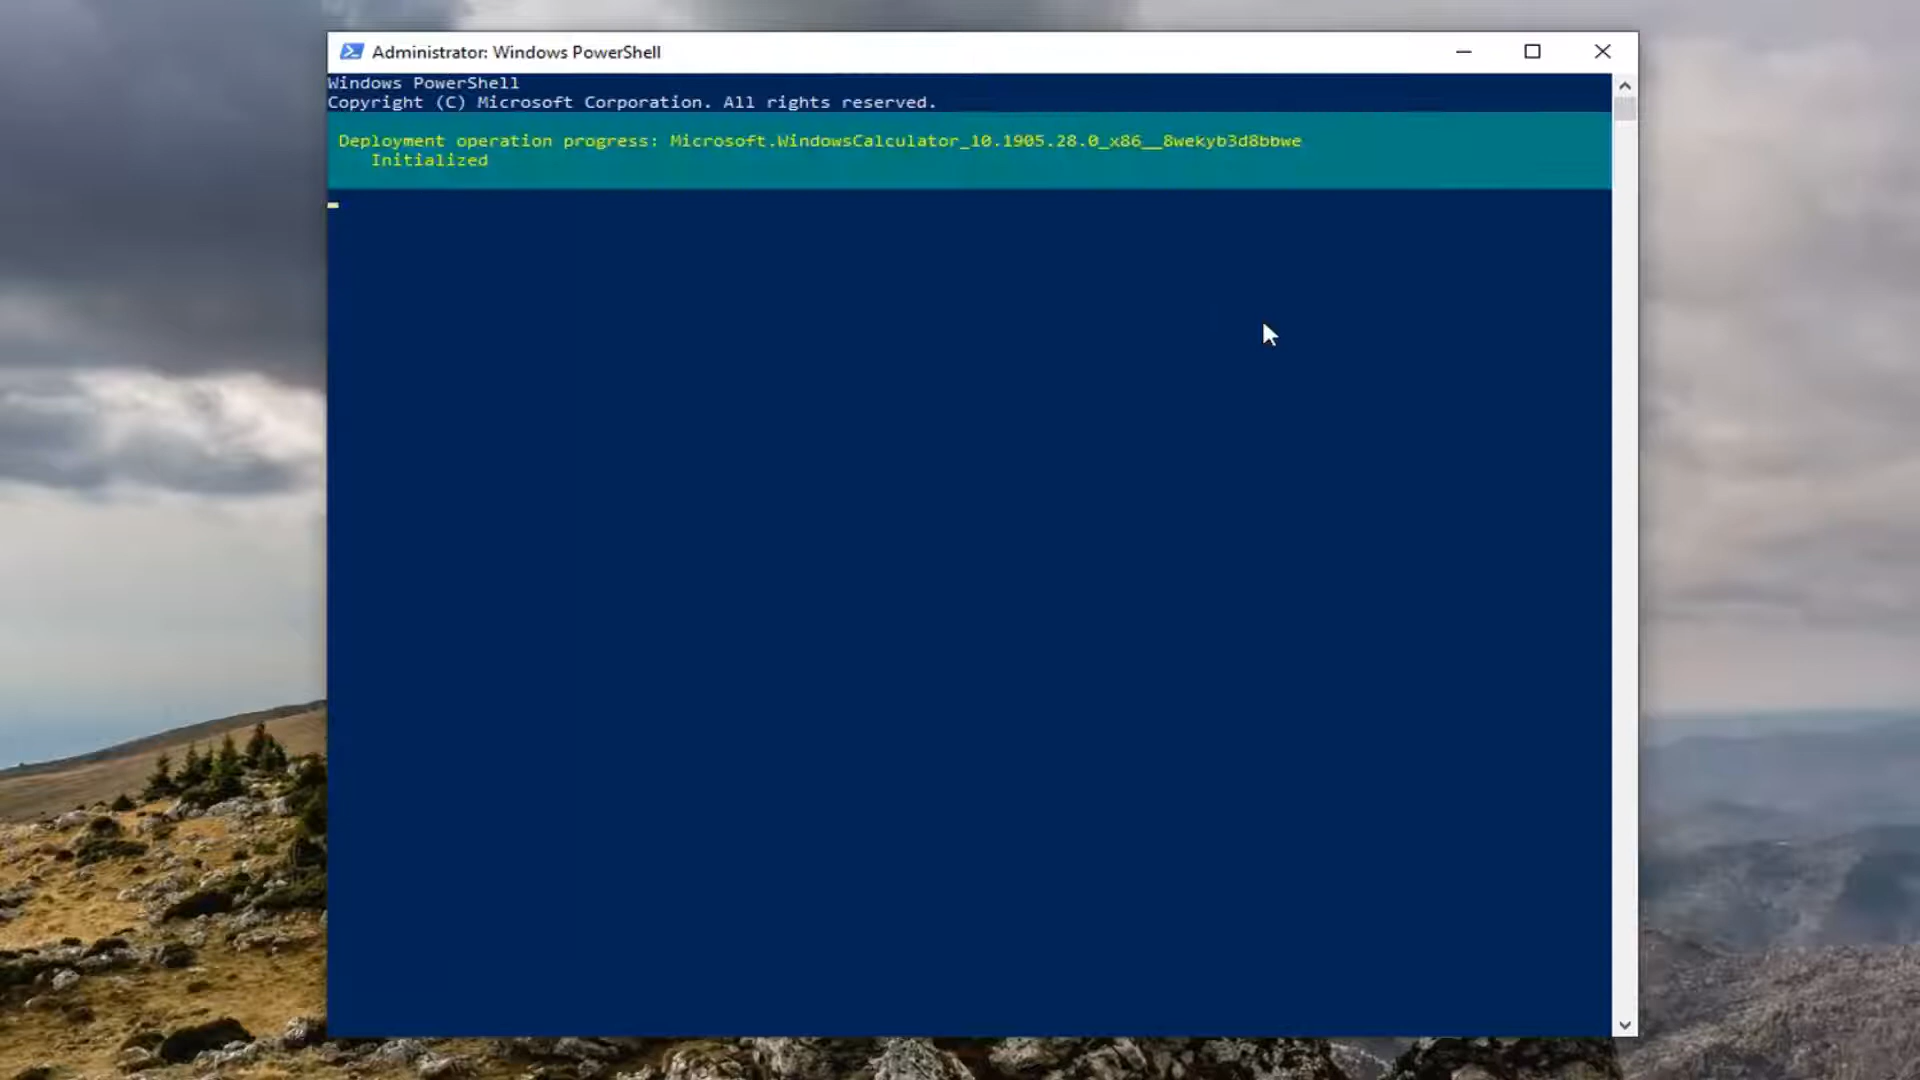 Administrator: Windows PowerShell
Windows PowerShell
Copyright (C) Microsoft Corporation. All rights reserved.
Deployment operation progress: Microsoft.WindowsCalculator_10.1905.28.0_x86__8wekyb3d8bbwe
Initialized